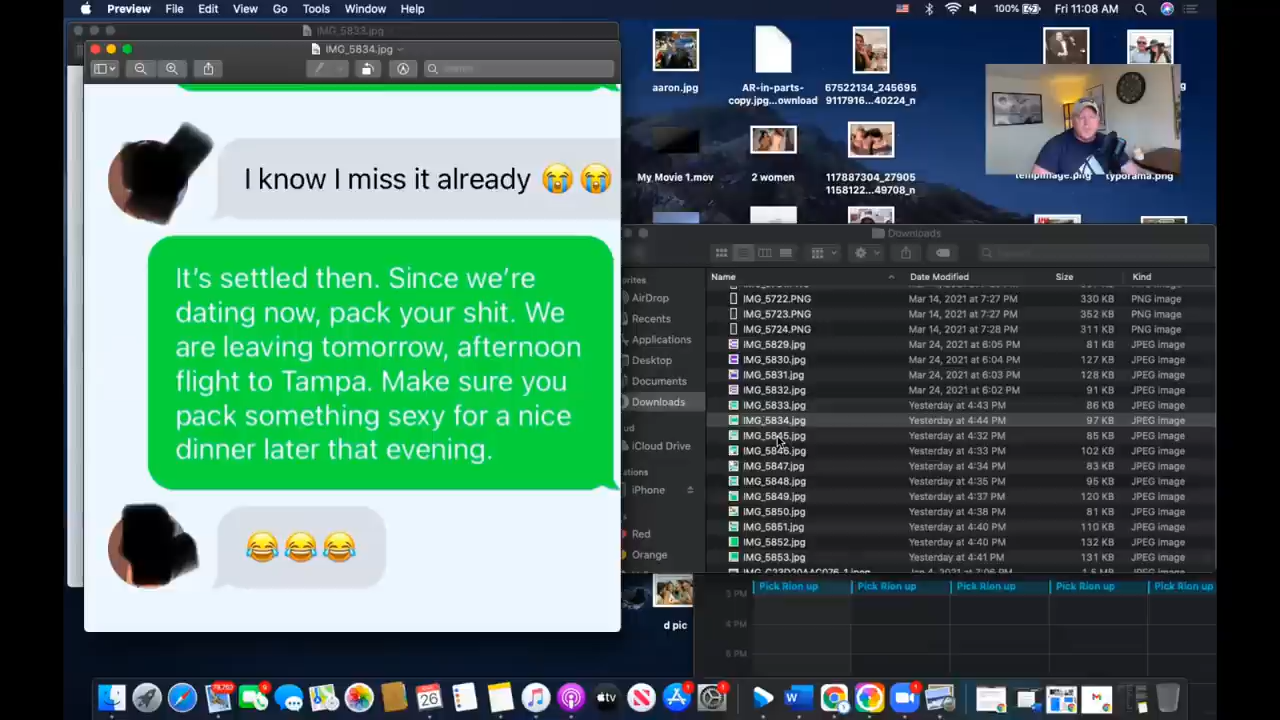 Preview File Edit View Go Tools Window Help
100% Fri 11:08 AM
IMG_5833.jpg
IMG_5834.jpg
Search
I know I miss it already 😭😭
It's settled then. Since we're
dating now, pack your shit. We
are leaving tomorrow, afternoon
flight to Tampa. Make sure you
pack something sexy for a nice
dinner later that evening.
😂😂😂
aaron.jpg
AR-in-parts-
copy.jpg...ownload
67522134_245695
9117916...40224_n
My Movie 1.mov
2 women
117887304_27905
1158122...49708_n
tempimage.png
typorama.png
Downloads
Search
Name Date Modified Size Kind
AirDrop
Recents
Applications
Desktop
Documents
Downloads
iCloud Drive
iPhone
Red
Orange
IMG_5722.PNG Mar 14, 2021 at 7:27 PM 330 KB PNG image
IMG_5723.PNG Mar 14, 2021 at 7:27 PM 352 KB PNG image
IMG_5724.PNG Mar 14, 2021 at 7:28 PM 311 KB PNG image
IMG_5829.jpg Mar 24, 2021 at 6:05 PM 81 KB JPEG image
IMG_5830.jpg Mar 24, 2021 at 6:04 PM 127 KB JPEG image
IMG_5831.jpg Mar 24, 2021 at 6:03 PM 128 KB JPEG image
IMG_5832.jpg Mar 24, 2021 at 6:02 PM 91 KB JPEG image
IMG_5833.jpg Yesterday at 4:43 PM 86 KB JPEG image
IMG_5834.jpg Yesterday at 4:44 PM 97 KB JPEG image
IMG_5845.jpg Yesterday at 4:32 PM 85 KB JPEG image
IMG_5846.jpg Yesterday at 4:33 PM 102 KB JPEG image
IMG_5847.jpg Yesterday at 4:34 PM 83 KB JPEG image
IMG_5848.jpg Yesterday at 4:35 PM 95 KB JPEG image
IMG_5849.jpg Yesterday at 4:37 PM 120 KB JPEG image
IMG_5850.jpg Yesterday at 4:38 PM 81 KB JPEG image
IMG_5851.jpg Yesterday at 4:40 PM 110 KB JPEG image
IMG_5852.jpg Yesterday at 4:40 PM 132 KB JPEG image
IMG_5853.jpg Yesterday at 4:41 PM 131 KB JPEG image
d pic
Pick Rion up Pick Rion up Pick Rion up Pick Rion up Pick Rion up
4 PM
26
tv